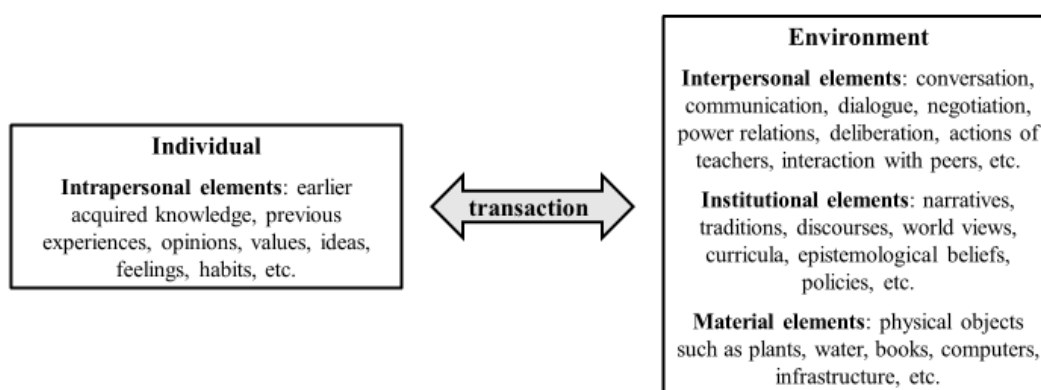 Individual
Intrapersonal elements: earlier
acquired knowledge, previous
experiences, opinions, values, ideas,
feelings, habits, etc.
transaction
Environment
Interpersonal elements: conversation,
communication, dialogue, negotiation,
power relations, deliberation, actions of
teachers, interaction with peers, etc.
Institutional elements: narratives,
traditions, discourses, world views,
curricula, epistemological beliefs,
policies, etc.
Material elements: physical objects
such as plants, water, books, computers,
infrastructure, etc.